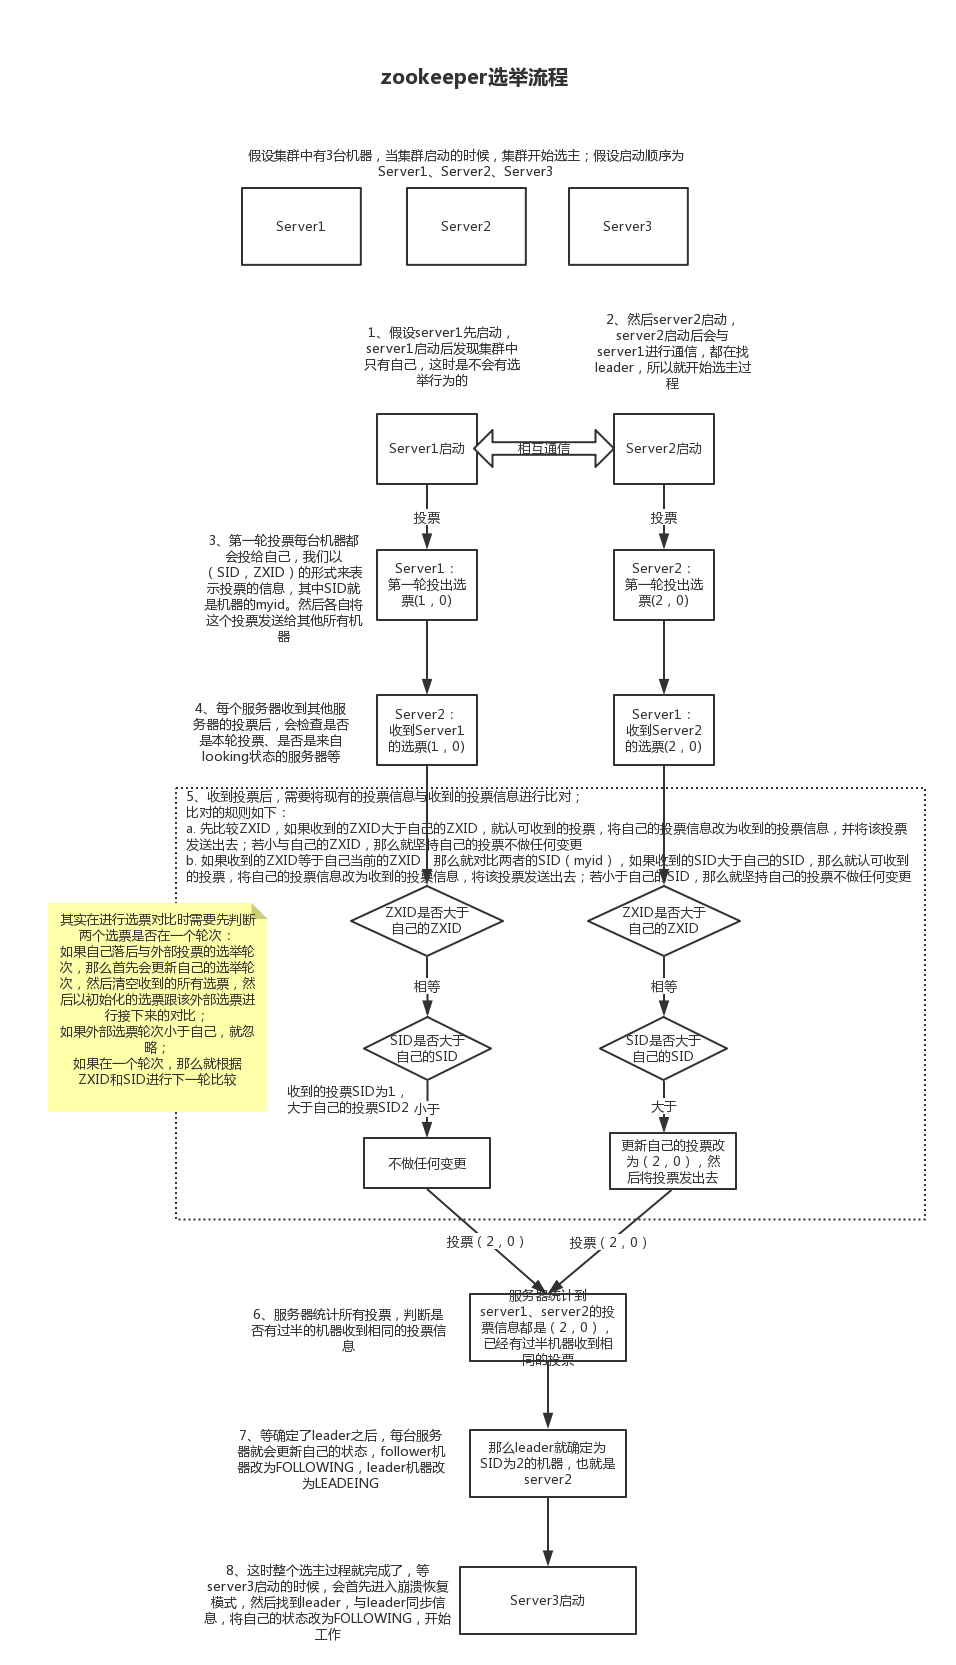 zookeeper选举流程
假设集群中有3台机器，当集群启动的时候，集群开始选主；假设启动顺序为
Server1、Server2、Server3
Server1
Server2
Server3
1、假设server1先启动，
server1启动后发现集群中
只有自己，这时是不会有选
举行为的
2、然后server2启动，
server2启动后会与
server1进行通信，都在找
leader，所以就开始选主过
程
Server1启动
相互通信
Server2启动
投票
投票
3、第一轮投票每台机器都
会投给自己，我们以
（SID，ZXID）的形式来表
示投票的信息，其中SID就
是机器的myid。然后各自将
这个投票发送给其他所有机
器
Server1：
第一轮投出选
票(1，0)
Server2：
第一轮投出选
票(2，0)
4、每个服务器收到其他服
务器的投票后，会检查是否
是本轮投票、是否是来自
looking状态的服务器等
Server2：
收到Server1
的选票(1，0)
Server1：
收到Server2
的选票(2，0)
5、收到投票后，需要将现有的投票信息与收到的投票信息进行比对；
比对的规则如下：
a. 先比较ZXID，如果收到的ZXID大于自己的ZXID，就认可收到的投票，将自己的投票信息改为收到的投票信息，并将该投票
发送出去；若小与自己的ZXID，那么就坚持自己的投票不做任何变更
b. 如果收到的ZXID等于自己当前的ZXID，那么就对比两者的SID（myid），如果收到的SID大于自己的SID，那么就认可收到
的投票，将自己的投票信息改为收到的投票信息，将该投票发送出去；若小于自己的SID，那么就坚持自己的投票不做任何变更
ZXID是否大于
自己的ZXID
ZXID是否大于
自己的ZXID
其实在进行选票对比时需要先判断
两个选票是否在一个轮次：
如果自己落后与外部投票的选举轮
次，那么首先会更新自己的选举轮
次，然后清空收到的所有选票，然
后以初始化的选票跟该外部选票进
行接下来的对比；
如果外部选票轮次小于自己，就忽
略；
如果在一个轮次，那么就根据
ZXID和SID进行下一轮比较
相等
相等
SID是否大于
自己的SID
SID是否大于
自己的SID
收到的投票SID为1，
大于自己的投票SID2
小于
大于
不做任何变更
更新自己的投票改
为（2，0），然
后将投票发出去
投票（2，0）
投票（2，0）
6、服务器统计所有投票，判断是
否有过半的机器收到相同的投票信
息
服务器统计到
server1、server2的投
票信息都是（2，0），
已经有过半机器收到相
同的投票
7、等确定了leader之后，每台服务
器就会更新自己的状态，follower机
器改为FOLLOWING，leader机器改
为LEADEING
那么leader就确定为
SID为2的机器，也就是
server2
8、这时整个选主过程就完成了，等
server3启动的时候，会首先进入崩溃恢复
模式，然后找到leader，与leader同步信
息，将自己的状态改为FOLLOWING，开始
工作
Server3启动